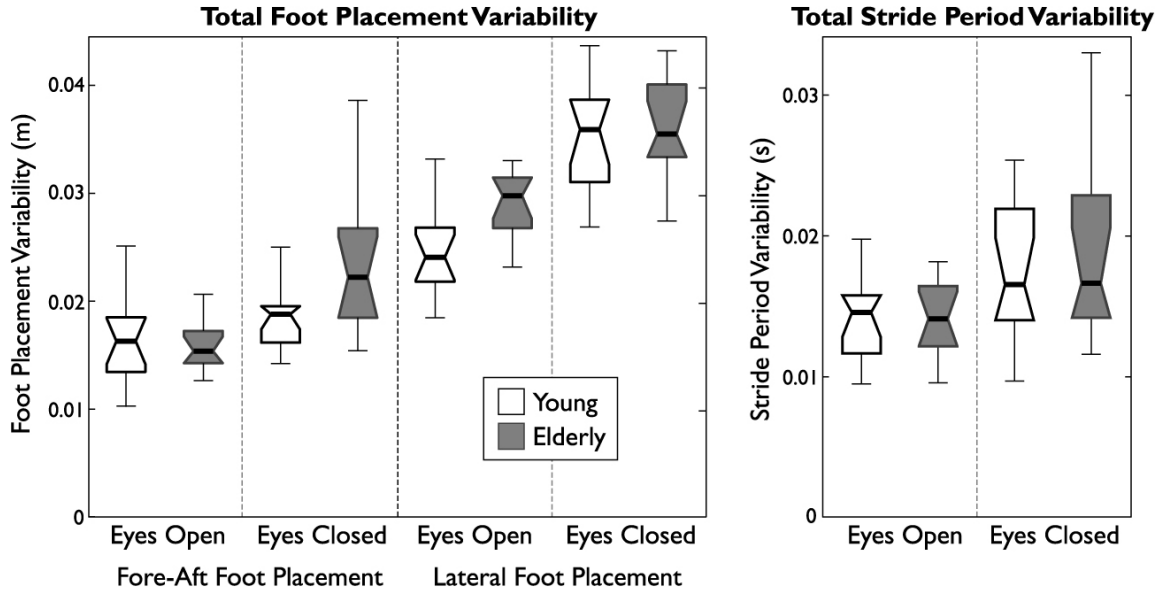 Total Foot Placement Variability
Foot Placement Variability (m)
0.04
0.03
0.02
0.01
0
Young
Elderly
Eyes Open
Eyes Closed
Eyes Open
Eyes Closed
Fore-Aft Foot Placement
Lateral Foot Placement
Total Stride Period Variability
Stride Period Variability (s)
0.03
0.02
0.01
0
Eyes Open
Eyes Closed